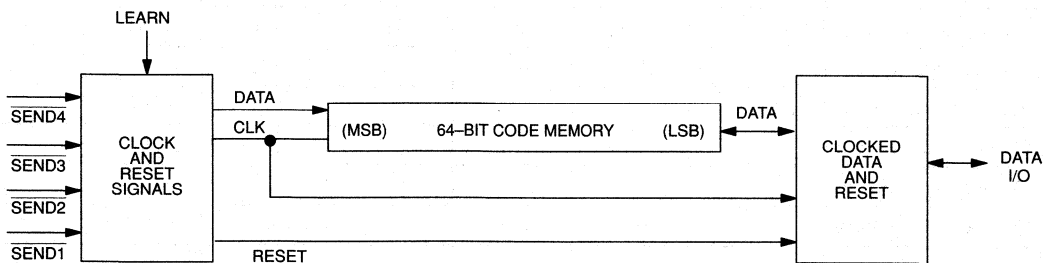 LEARN
SEND4
SEND3
SEND2
SEND1
CLOCK
AND
RESET
SIGNALS
DATA
CLK
RESET
(MSB) 64–BIT CODE MEMORY (LSB)
DATA
CLOCKED
DATA
AND
RESET
DATA
I/O